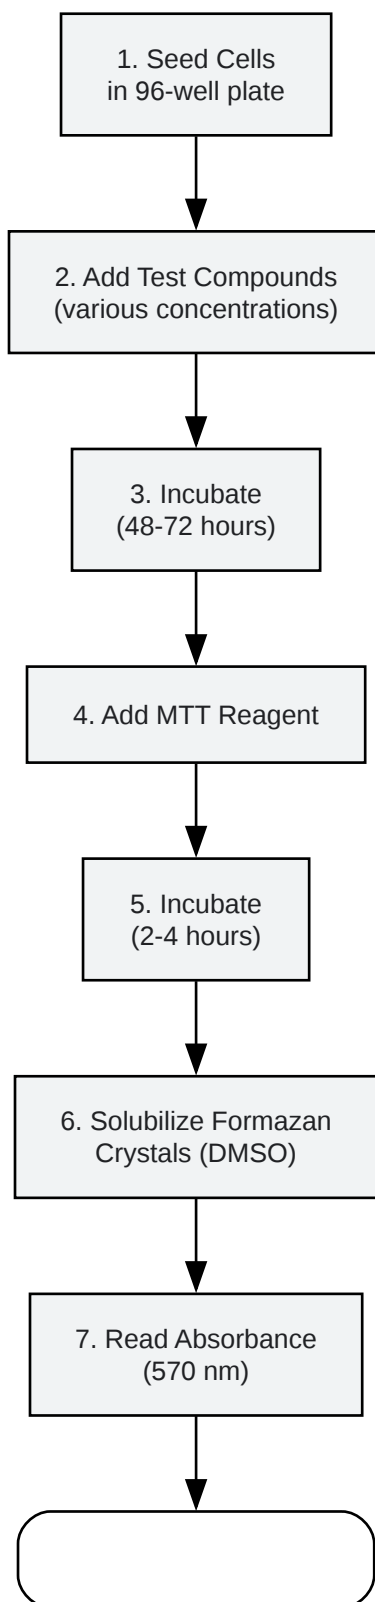 1. Seed Cells
in 96-well plate
2. Add Test Compounds
(various concentrations)
3. Incubate
(48-72 hours)
4. Add MTT Reagent
5. Incubate
(2-4 hours)
6. Solubilize Formazan
Crystals (DMSO)
7. Read Absorbance
(570 nm)